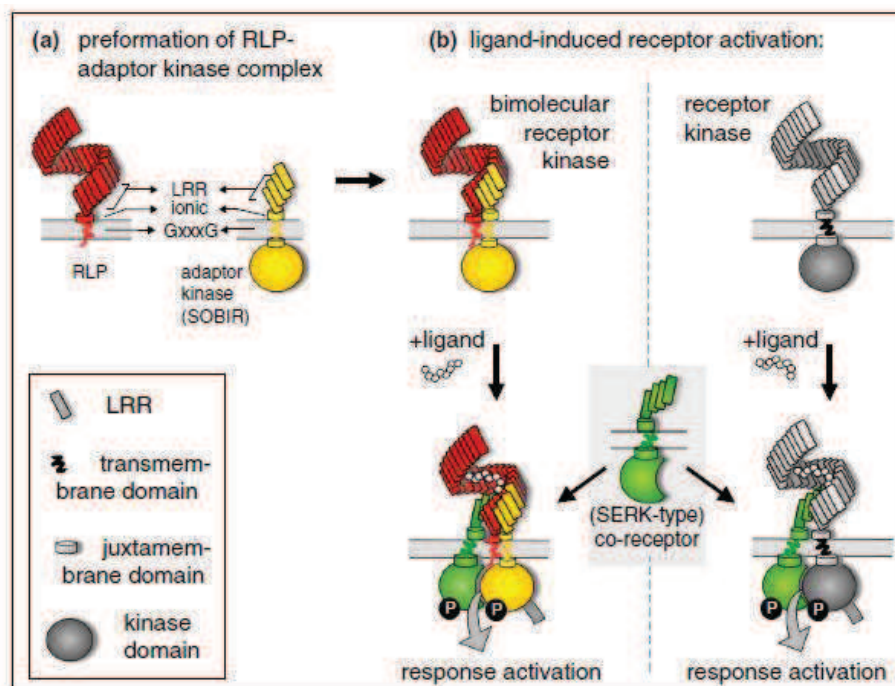 (a) preformation of RLP-
adaptor kinase complex
LRR
ionic
GxxxG
RLP
adaptor
kinase
(SOBIR)
(b) ligand-induced receptor activation:
bimolecular
receptor
kinase
receptor
kinase
+ligand
+ligand
(SERK-type)
co-receptor
P
P
P
P
response activation
response activation
LRR
transmem-
brane domain
juxtamem-
brane domain
kinase
domain